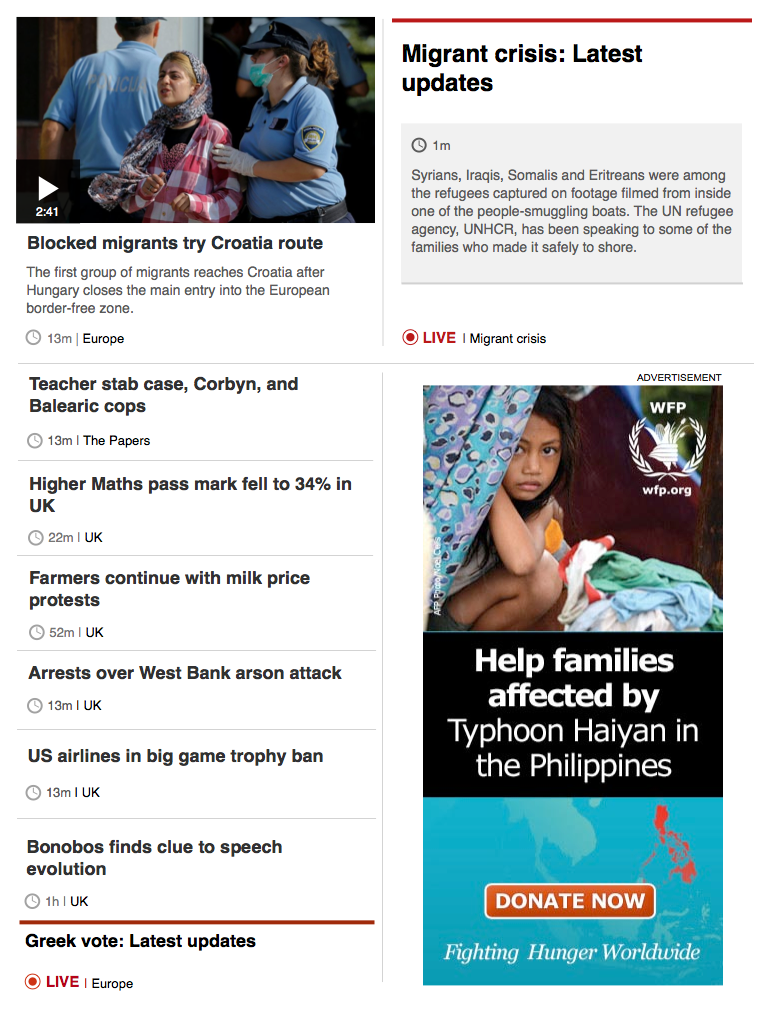 POLICIJA
2:41
Blocked migrants try Croatia route
The first group of migrants reaches Croatia after
Hungary closes the main entry into the European
border-free zone.
13m | Europe
Migrant crisis: Latest
updates
1m
Syrians, Iraqis, Somalis and Eritreans were among
the refugees captured on footage filmed from inside
one of the people-smuggling boats. The UN refugee
agency, UNHCR, has been speaking to some of the
families who made it safely to shore.
LIVE | Migrant crisis
Teacher stab case, Corbyn, and
Balearic cops
13m | The Papers
Higher Maths pass mark fell to 34% in
UK
22m | UK
Farmers continue with milk price
protests
52m | UK
Arrests over West Bank arson attack
13m | UK
US airlines in big game trophy ban
13m | UK
Bonobos finds clue to speech
evolution
1h | UK
Greek vote: Latest updates
LIVE | Europe
ADVERTISEMENT
WFP
wfp.org
AFP Photo/Noel Celis
Help families
affected by
Typhoon Haiyan in
the Philippines
DONATE NOW
Fighting Hunger Worldwide